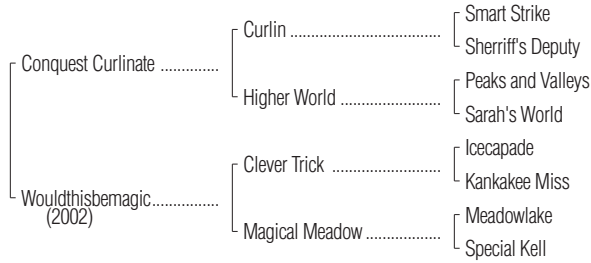 Smart Strike
Curlin ..........................................
Sherriff's Deputy
Conquest Curlinate ..............
Peaks and Valleys
Higher World ............................
Sarah's World
Icecapade
Clever Trick ..............................
Kankakee Miss
Wouldthisbemagic................
(2002)
Meadowlake
Magical Meadow.....................
Special Kell